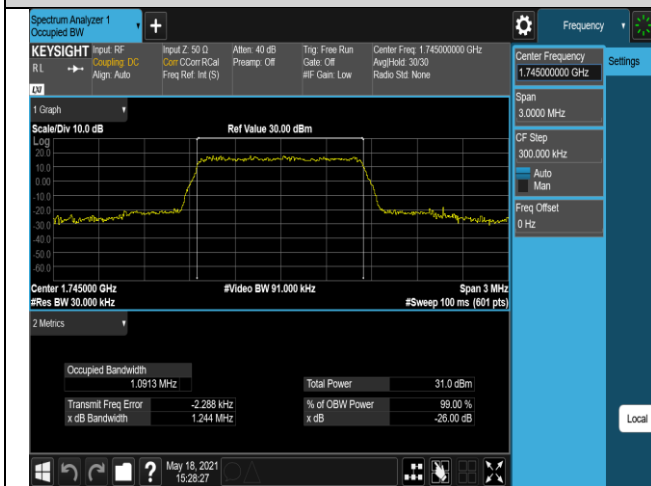 Spectrum Analyzer 1
Occupied BW
+
Frequency
KEYSIGHT
RL
LXI
Input: RF
Coupling: DC
Align: Auto
Input Z: 50 Ω
Corr CCorr RCal
Freq Ref: Int (S)
Atten: 40 dB
Preamp: Off
Trig: Free Run
Gate: Off
#IF Gain: Low
Center Freq: 1.745000000 GHz
Avg|Hold: 30/30
Radio Std: None
Center Frequency
1.745000000 GHz
Settings
Span
3.0000 MHz
CF Step
300.000 kHz
Auto
Man
Freq Offset
0 Hz
Local
1 Graph
Scale/Div 10.0 dB
Ref Value 30.00 dBm
Log
20.0
10.0
0.00
-10.0
-20.0
-30.0
-40.0
-50.0
-60.0
Center 1.745000 GHz
#Video BW 91.000 kHz
Span 3 MHz
#Res BW 30.000 kHz
#Sweep 100 ms (601 pts)
2 Metrics
Occupied Bandwidth
1.0913 MHz
Total Power 31.0 dBm
Transmit Freq Error -2.288 kHz
% of OBW Power 99.00 %
x dB Bandwidth 1.244 MHz
x dB -26.00 dB
?
May 18, 2021
15:28:27